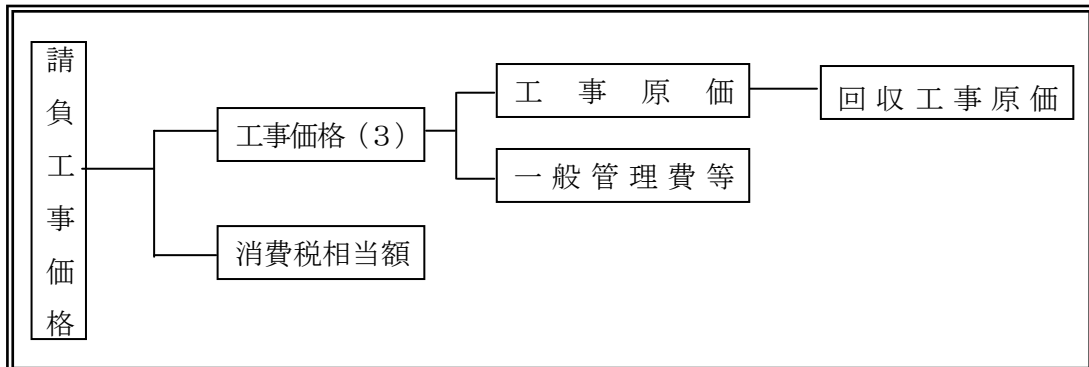 請負工事価格
工事価格（３）
消費税相当額
工事原価
一般管理費等
回収工事原価